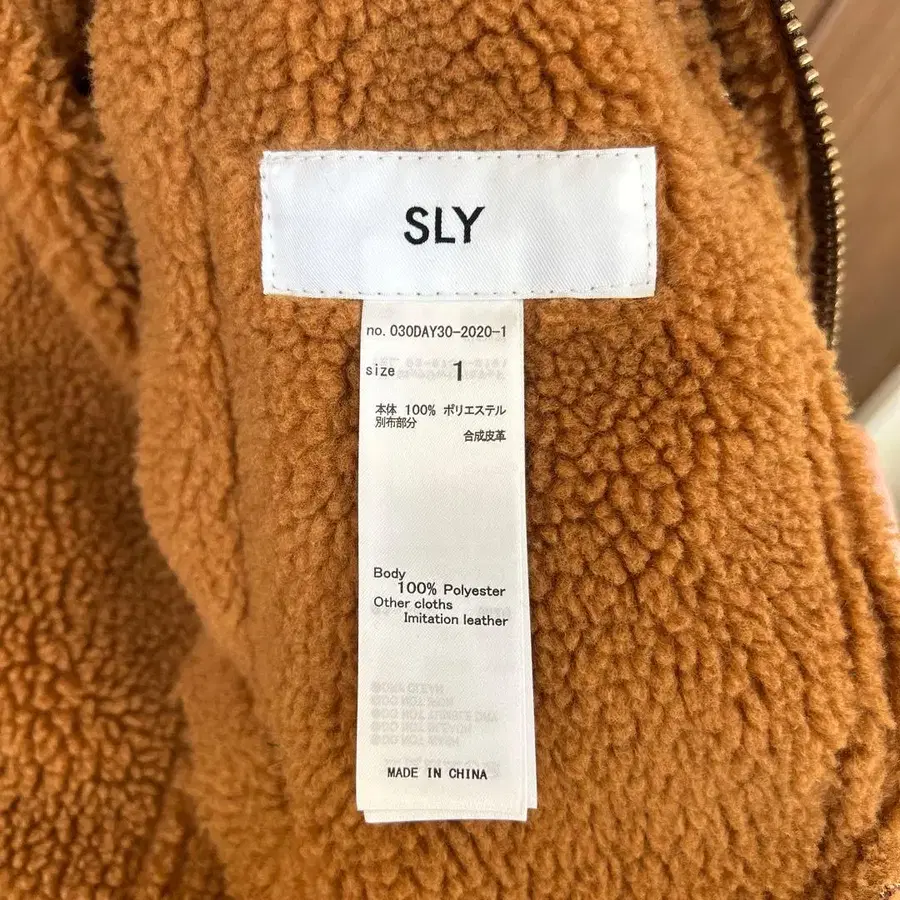 SLY
no. 030DAY30-2020-1
size 1
本体 100% ポリエステル
別布部分
合成皮革
Body
100% Polyester
Other cloths
Imitation leather
MADE IN CHINA